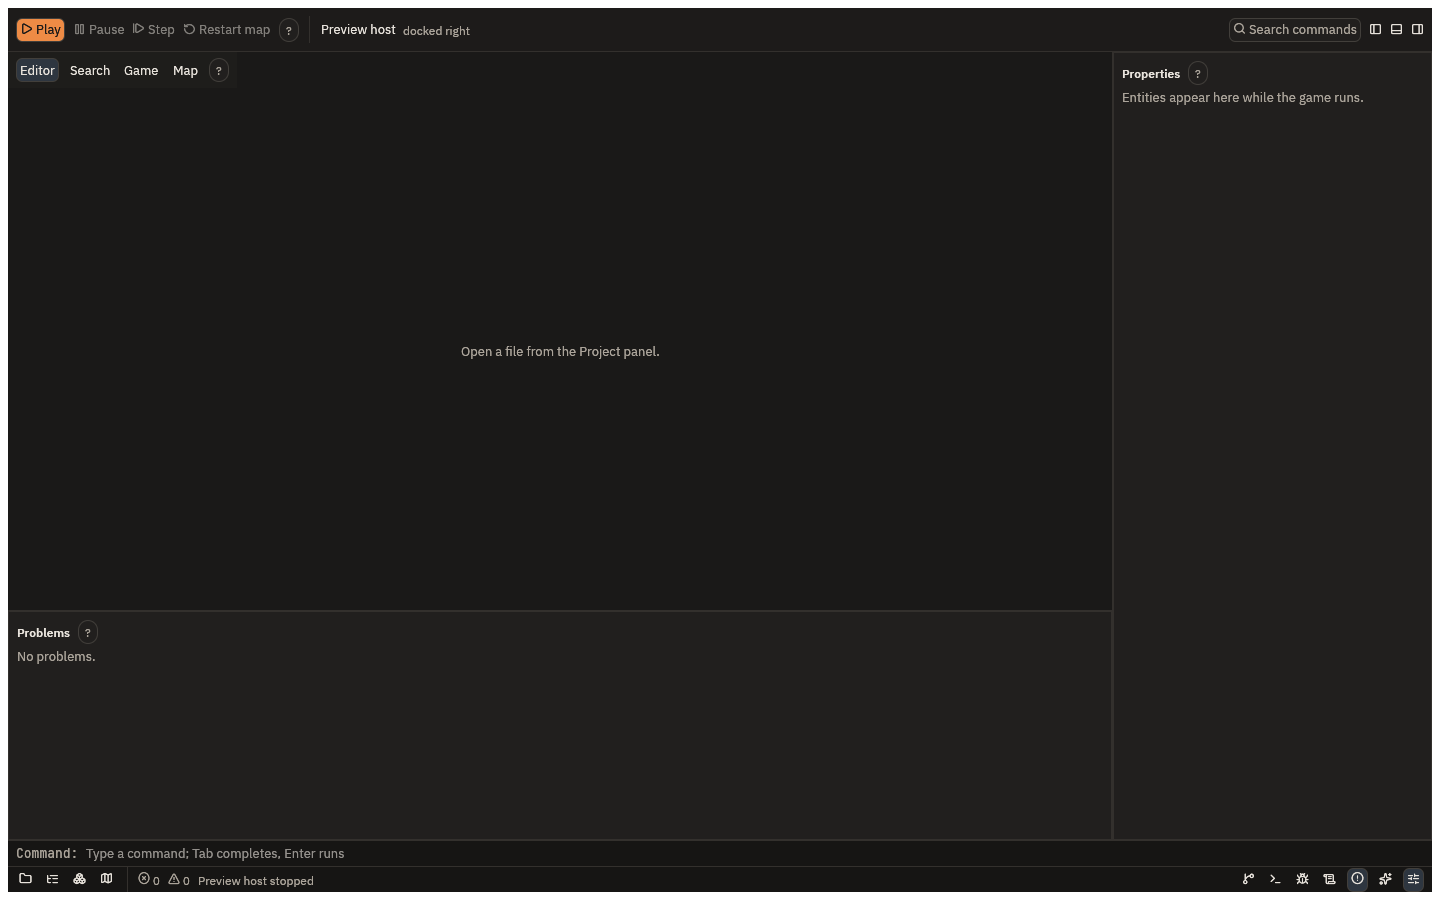 Play Pause Step Restart map ? Preview host docked right Search commands
Editor Search Game Map ?
Properties ?
Entities appear here while the game runs.
Open a file from the Project panel.
Problems ?
No problems.
Command: Type a command; Tab completes, Enter runs
0 0 Preview host stopped